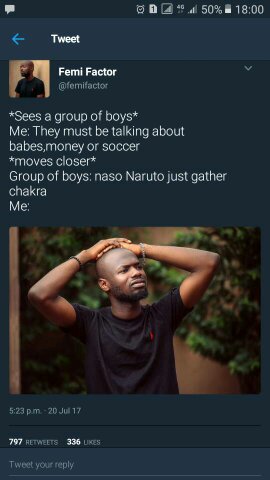 50% 18:00
Tweet
Femi Factor
@femifactor
*Sees a group of boys*
Me: They must be talking about
babes,money or soccer
*moves closer*
Group of boys: naso Naruto just gather
chakra
Me:
5:23 p.m. · 20 Jul 17
797 RETWEETS 336 LIKES
Tweet your reply